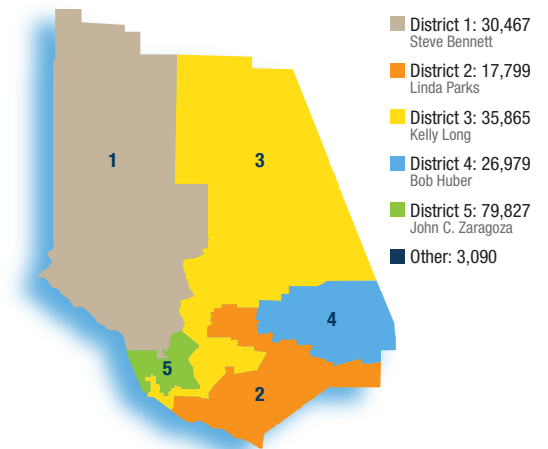 District 1: 30,467
Steve Bennett
District 2: 17,799
Linda Parks
District 3: 35,865
Kelly Long
District 4: 26,979
Bob Huber
District 5: 79,827
John C. Zaragoza
Other: 3,090
1
3
4
5
2